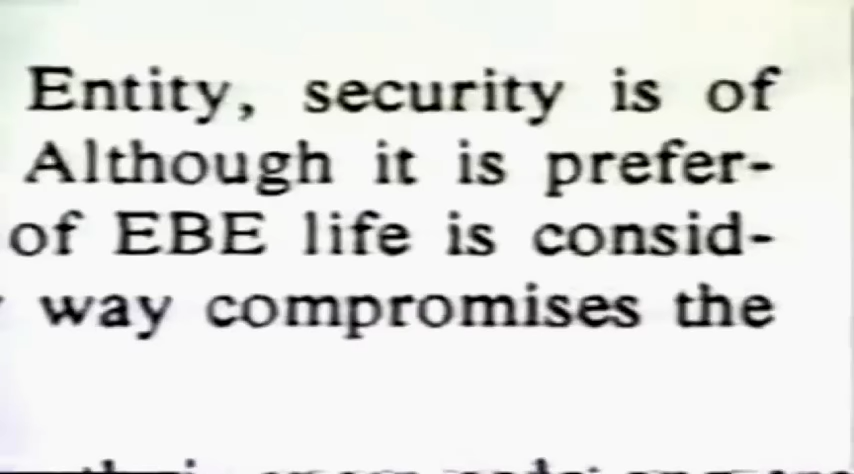 Entity, security is of
Although it is prefer-
of EBE life is consid-
way compromises the